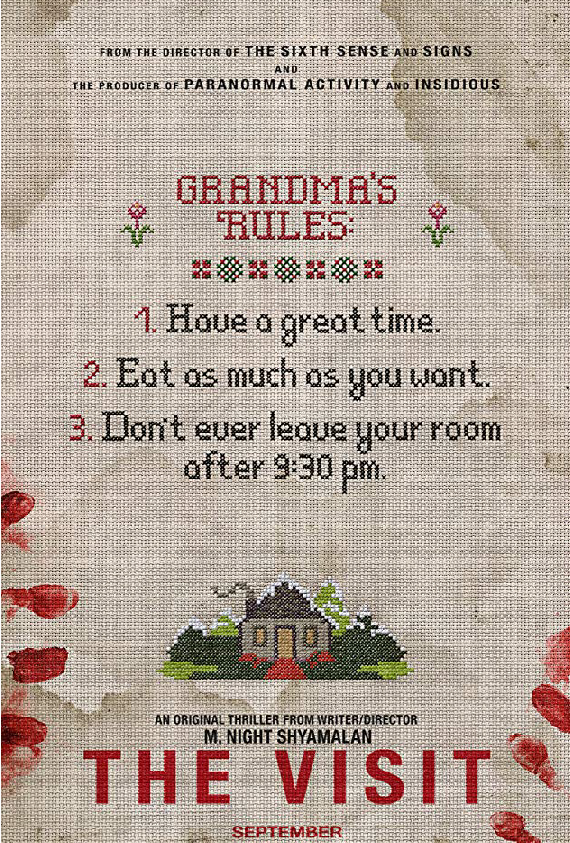 FROM THE DIRECTOR OF THE SIXTH SENSE AND SIGNS
AND
THE PRODUCER OF PARANORMAL ACTIVITY AND INSIDIOUS
GRANDMA'S
RULES:
1. Have a great time.
2. Eat as much as you want.
3. Don't ever leave your room
after 9:30 pm.
AN ORIGINAL THRILLER FROM WRITER/DIRECTOR
M. NIGHT SHYAMALAN
THE VISIT
SEPTEMBER